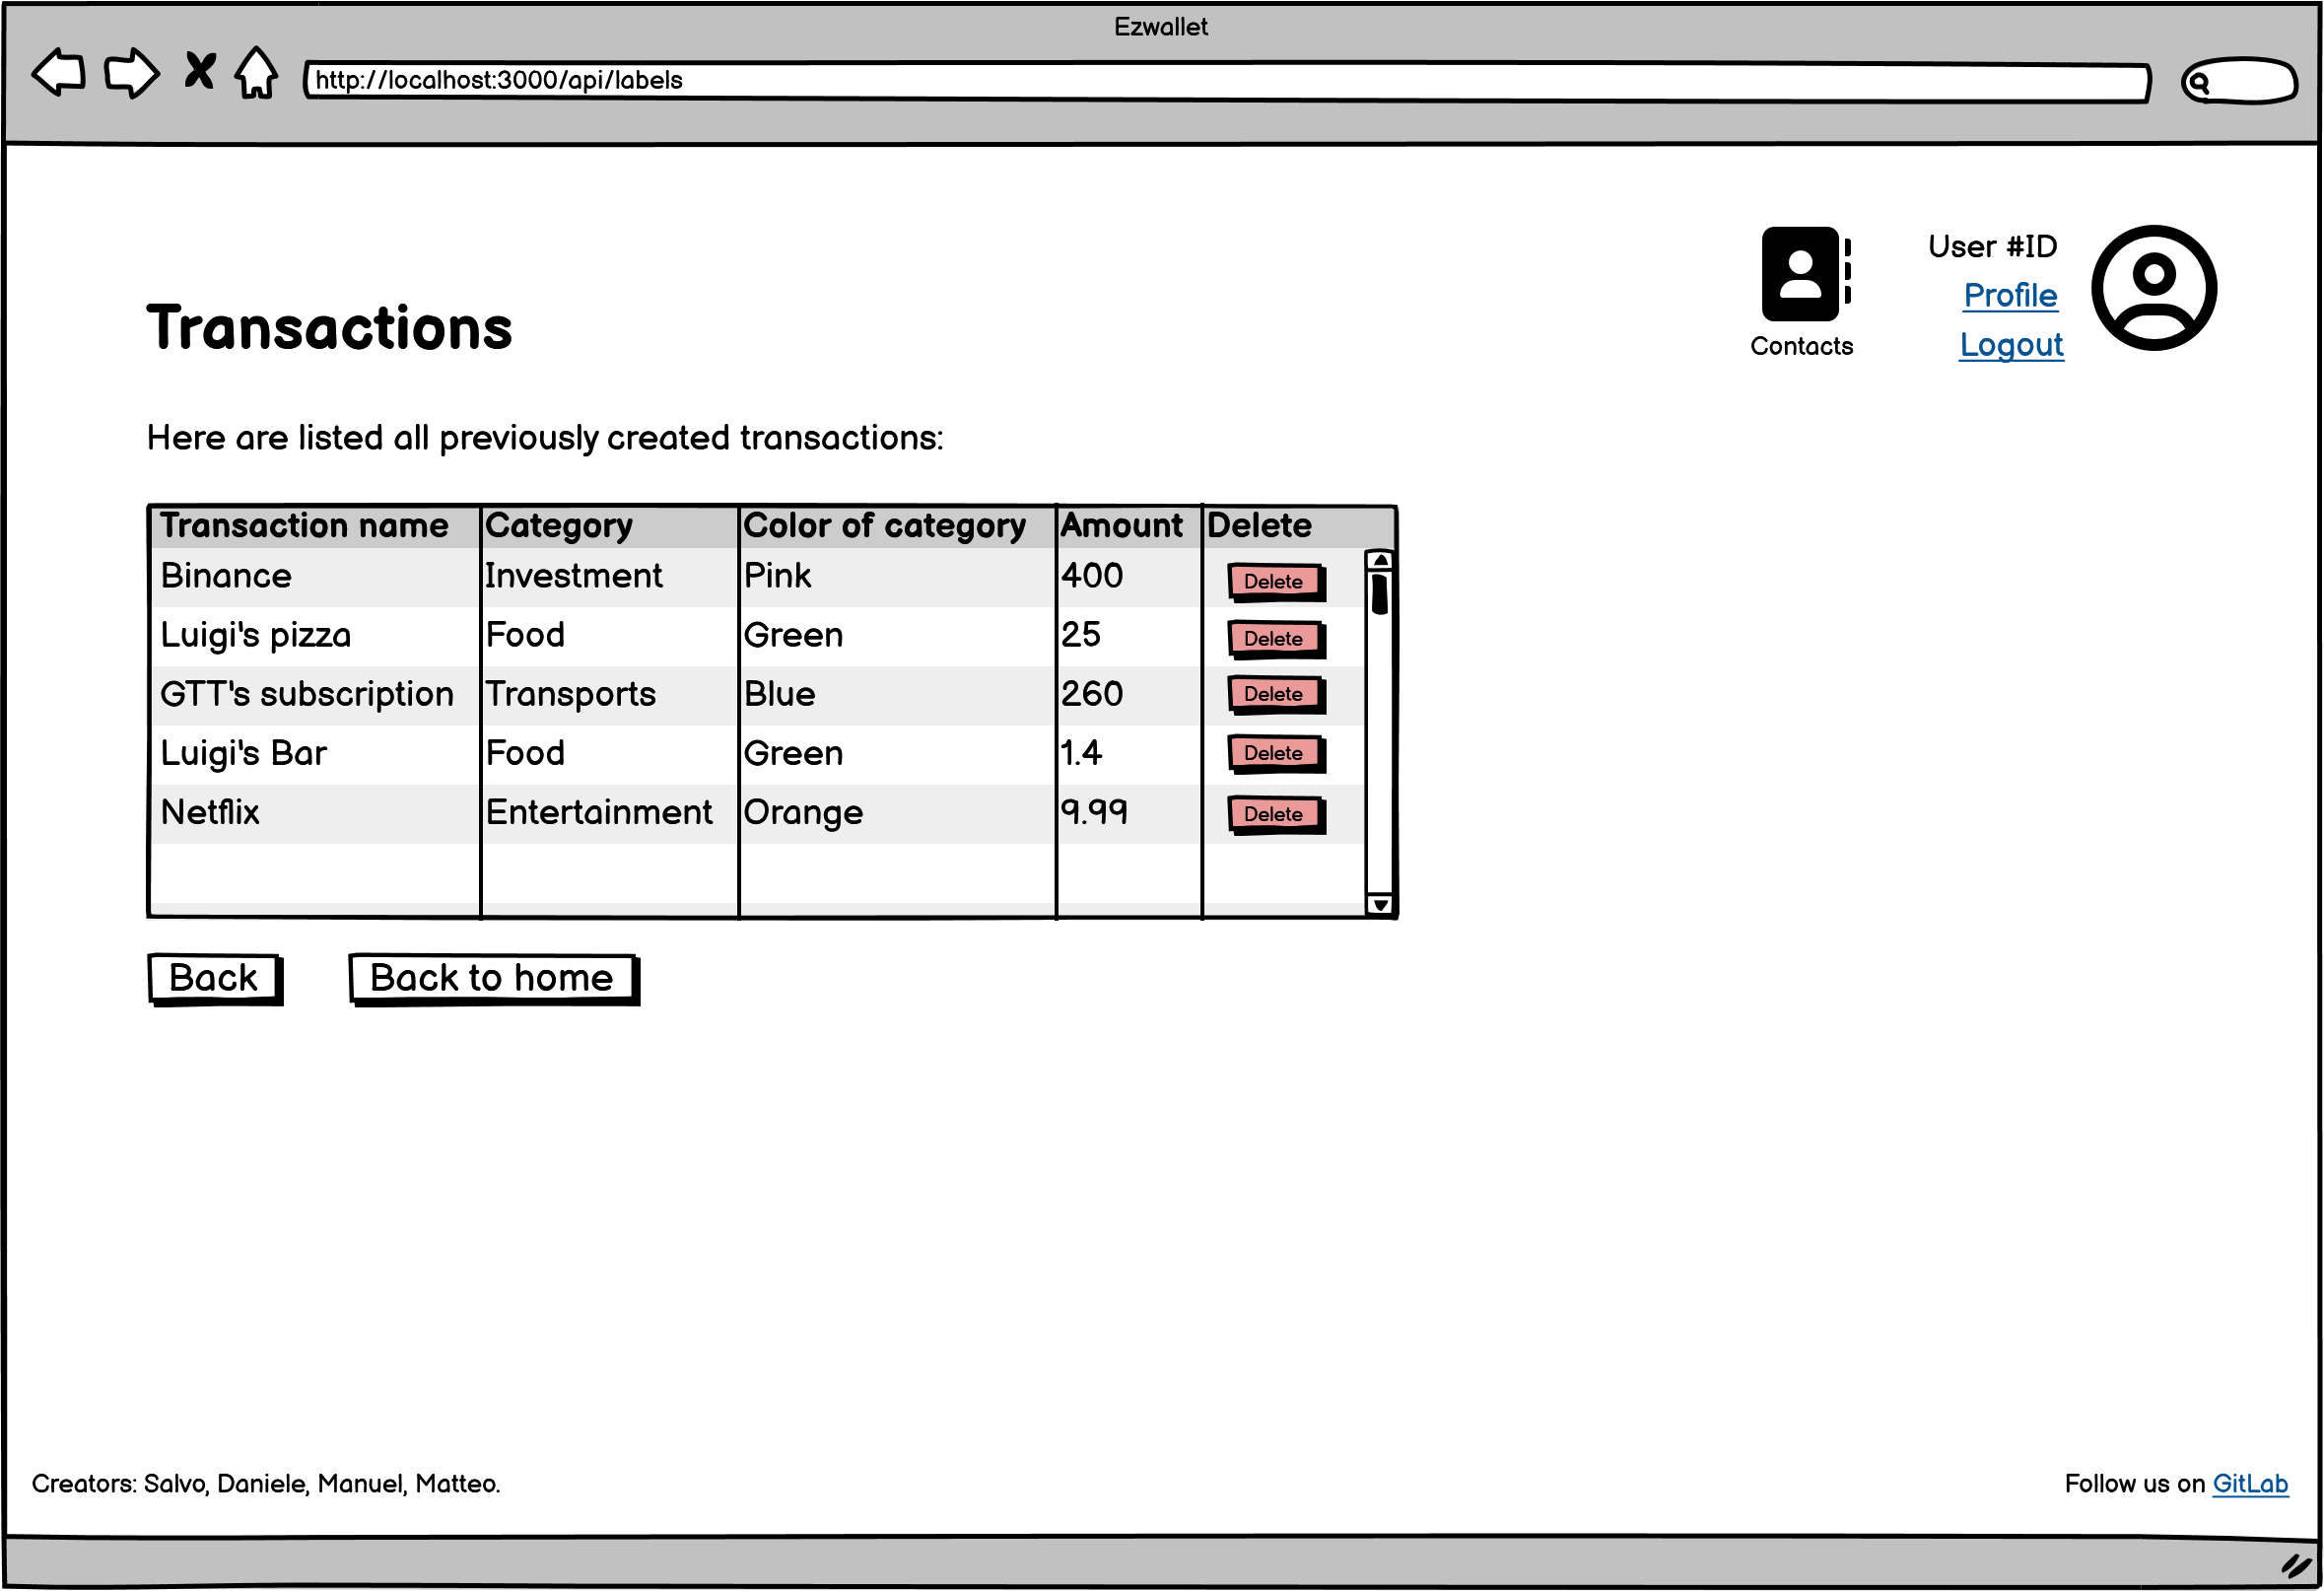 Ezwallet
http://localhost:3000/api/labels
User #ID
Profile
Logout
Contacts
Transactions
Here are listed all previously created transactions:
Transaction name Category Color of category Amount Delete
Binance Investment Pink 400 Delete
Luigi's pizza Food Green 25 Delete
GTT's subscription Transports Blue 260 Delete
Luigi's Bar Food Green 1.4 Delete
Netflix Entertainment Orange 9.99 Delete
Back Back to home
Creators: Salvo, Daniele, Manuel, Matteo. Follow us on GitLab